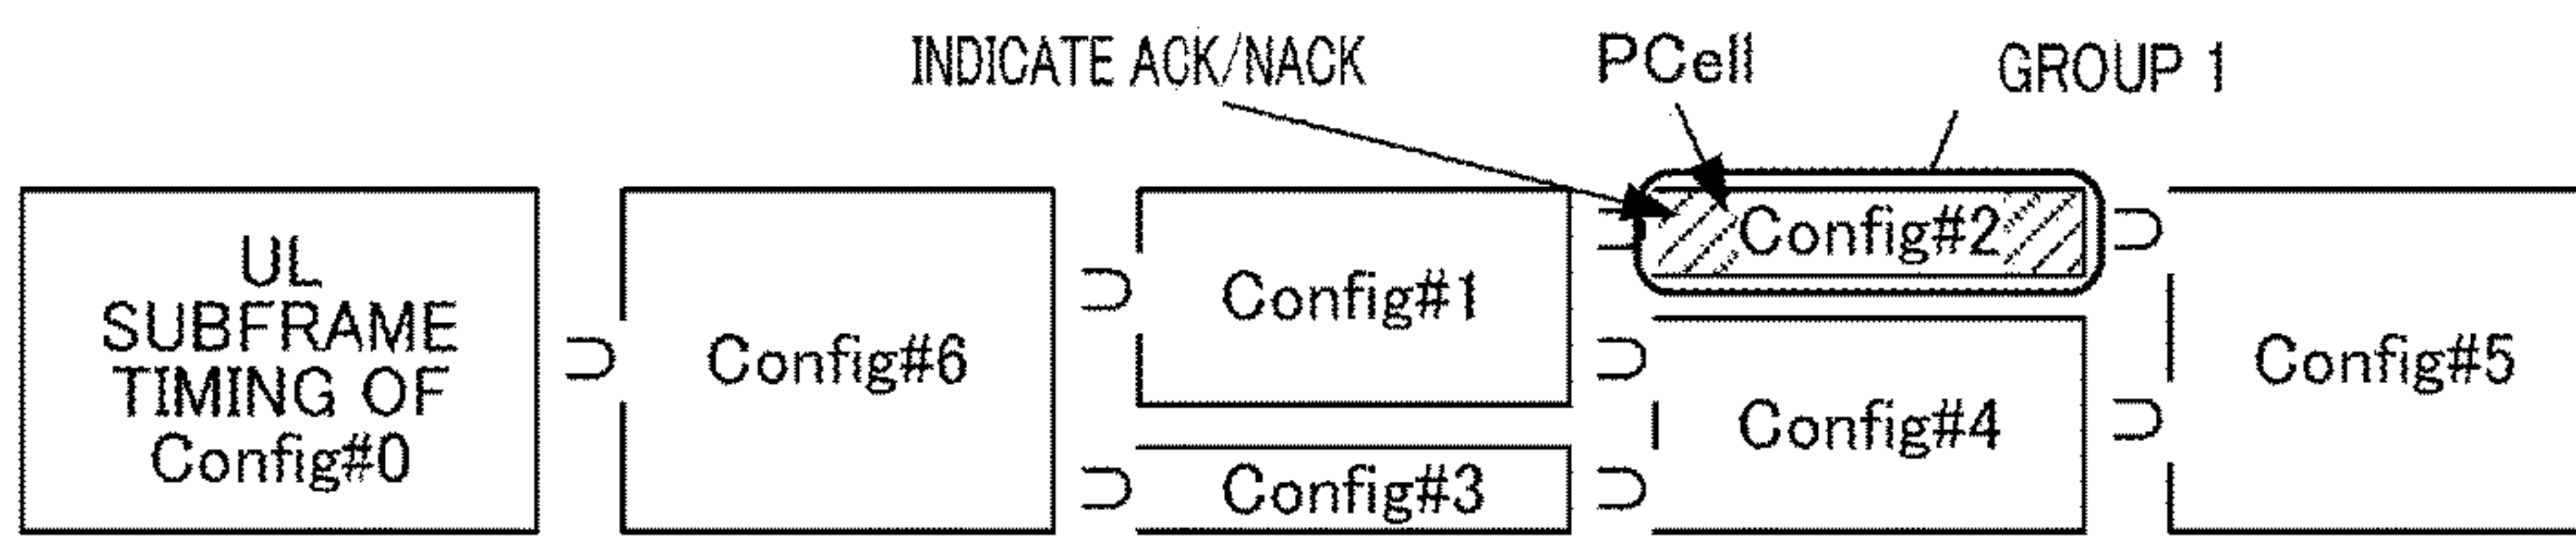 INDICATE ACK/NACK
PCell
GROUP 1
UL
SUBFRAME
TIMING OF
Config#0
⊃
Config#6
⊃
Config#1
⊃
Config#3
⊃
Config#2
⊃
Config#4
⊃
⊃
⊃
Config#5